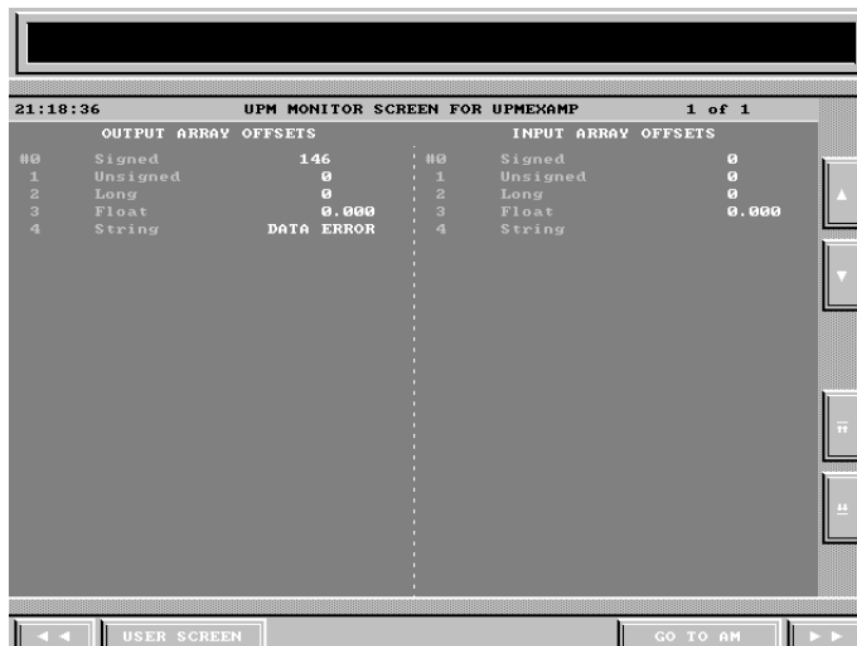 21:18:36 UPM MONITOR SCREEN FOR UPMEXAMP 1 of 1
OUTPUT ARRAY OFFSETS INPUT ARRAY OFFSETS
#0 Signed 146 #0 Signed 0
1 Unsigned 0 1 Unsigned 0
2 Long 0 2 Long 0
3 Float 0.000 3 Float 0.000
4 String DATA ERROR 4 String
USER SCREEN GO TO AM